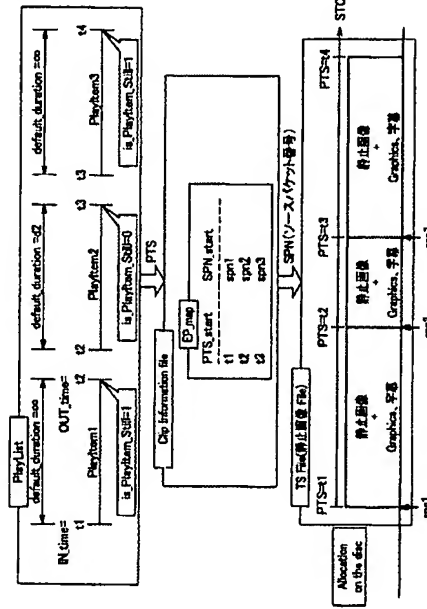 PlayList
default_duration =∞
default_duration =d2
default_duration =∞
IN_time=
OUT_time=
t1
t2
t2
t3
t3
t4
PlayItem1
PlayItem2
PlayItem3
is_PlayItem_Still=1
is_PlayItem_Still=0
is_PlayItem_Still=1
PTS
Clip Information file
EP_map
PTS_start SPN_start
t1 spn1
t2 spn2
t3 spn3
SPN(ソースパケット番号)
TS File(静止画像 File)
STC
PTS=t1
PTS=t2
PTS=t3
PTS=t4
静止画像
+
Graphics、字幕
静止画像
+
Graphics、字幕
静止画像
+
Graphics、字幕
Allocation
on the disc
spn1